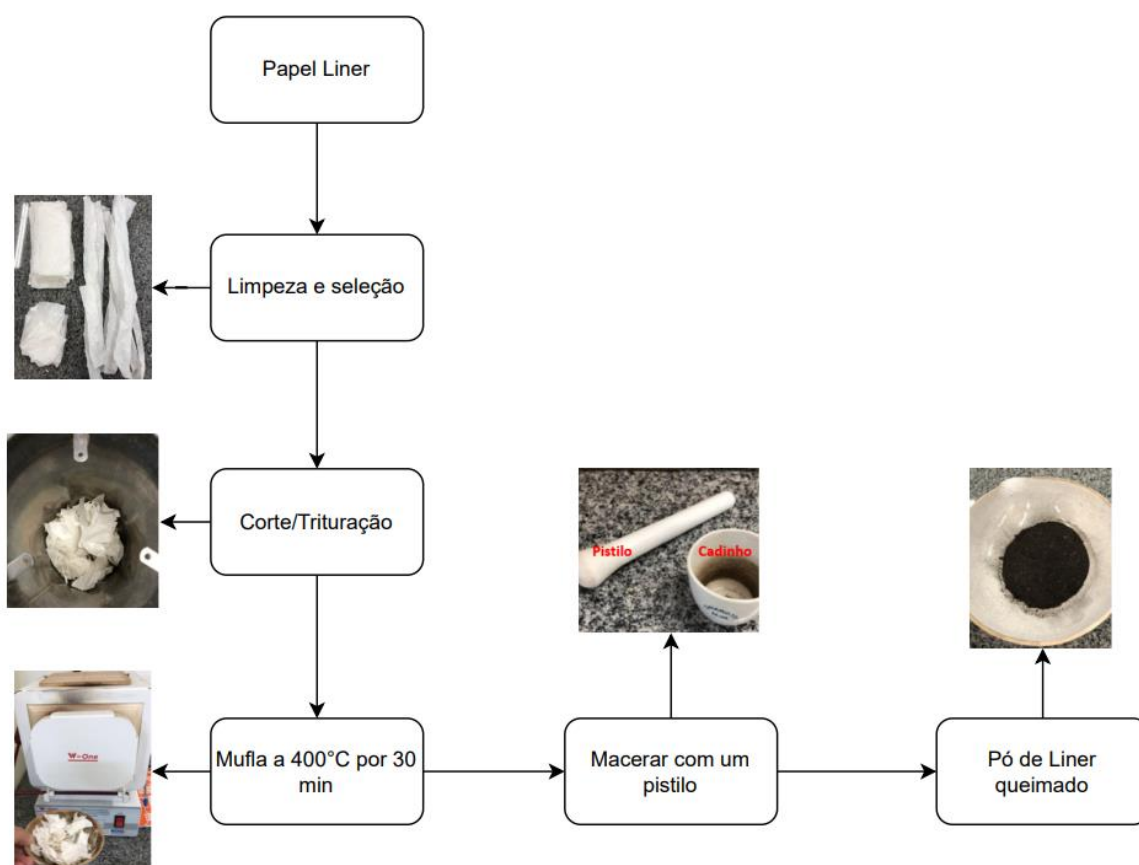 Papel Liner
Limpeza e seleção
Corte/Trituração
Pistilo
Cadinho
W-One
Mufla a 400°C por 30
min
Macerar com um
pistilo
Pó de Liner
queimado